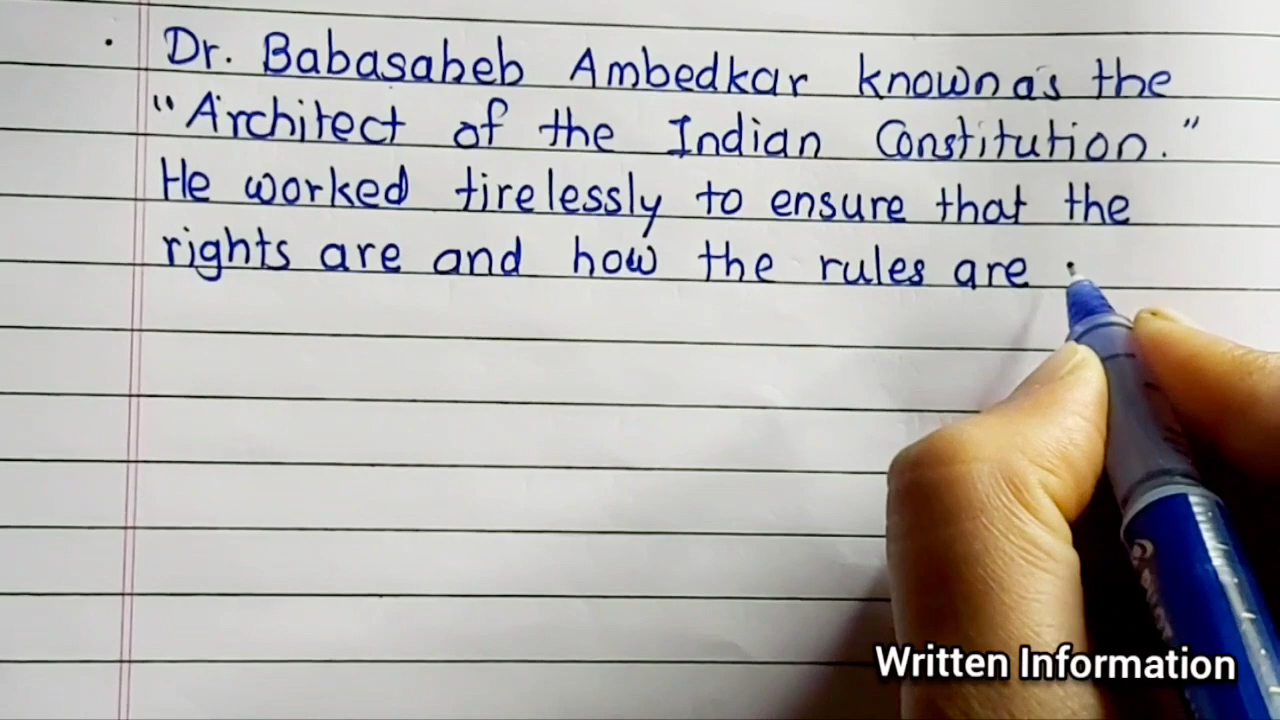 Dr. Babasaheb Ambedkar known as the
"Architect of the Indian Constitution."
He worked tirelessly to ensure that the
rights are and how the rules are
Written Information